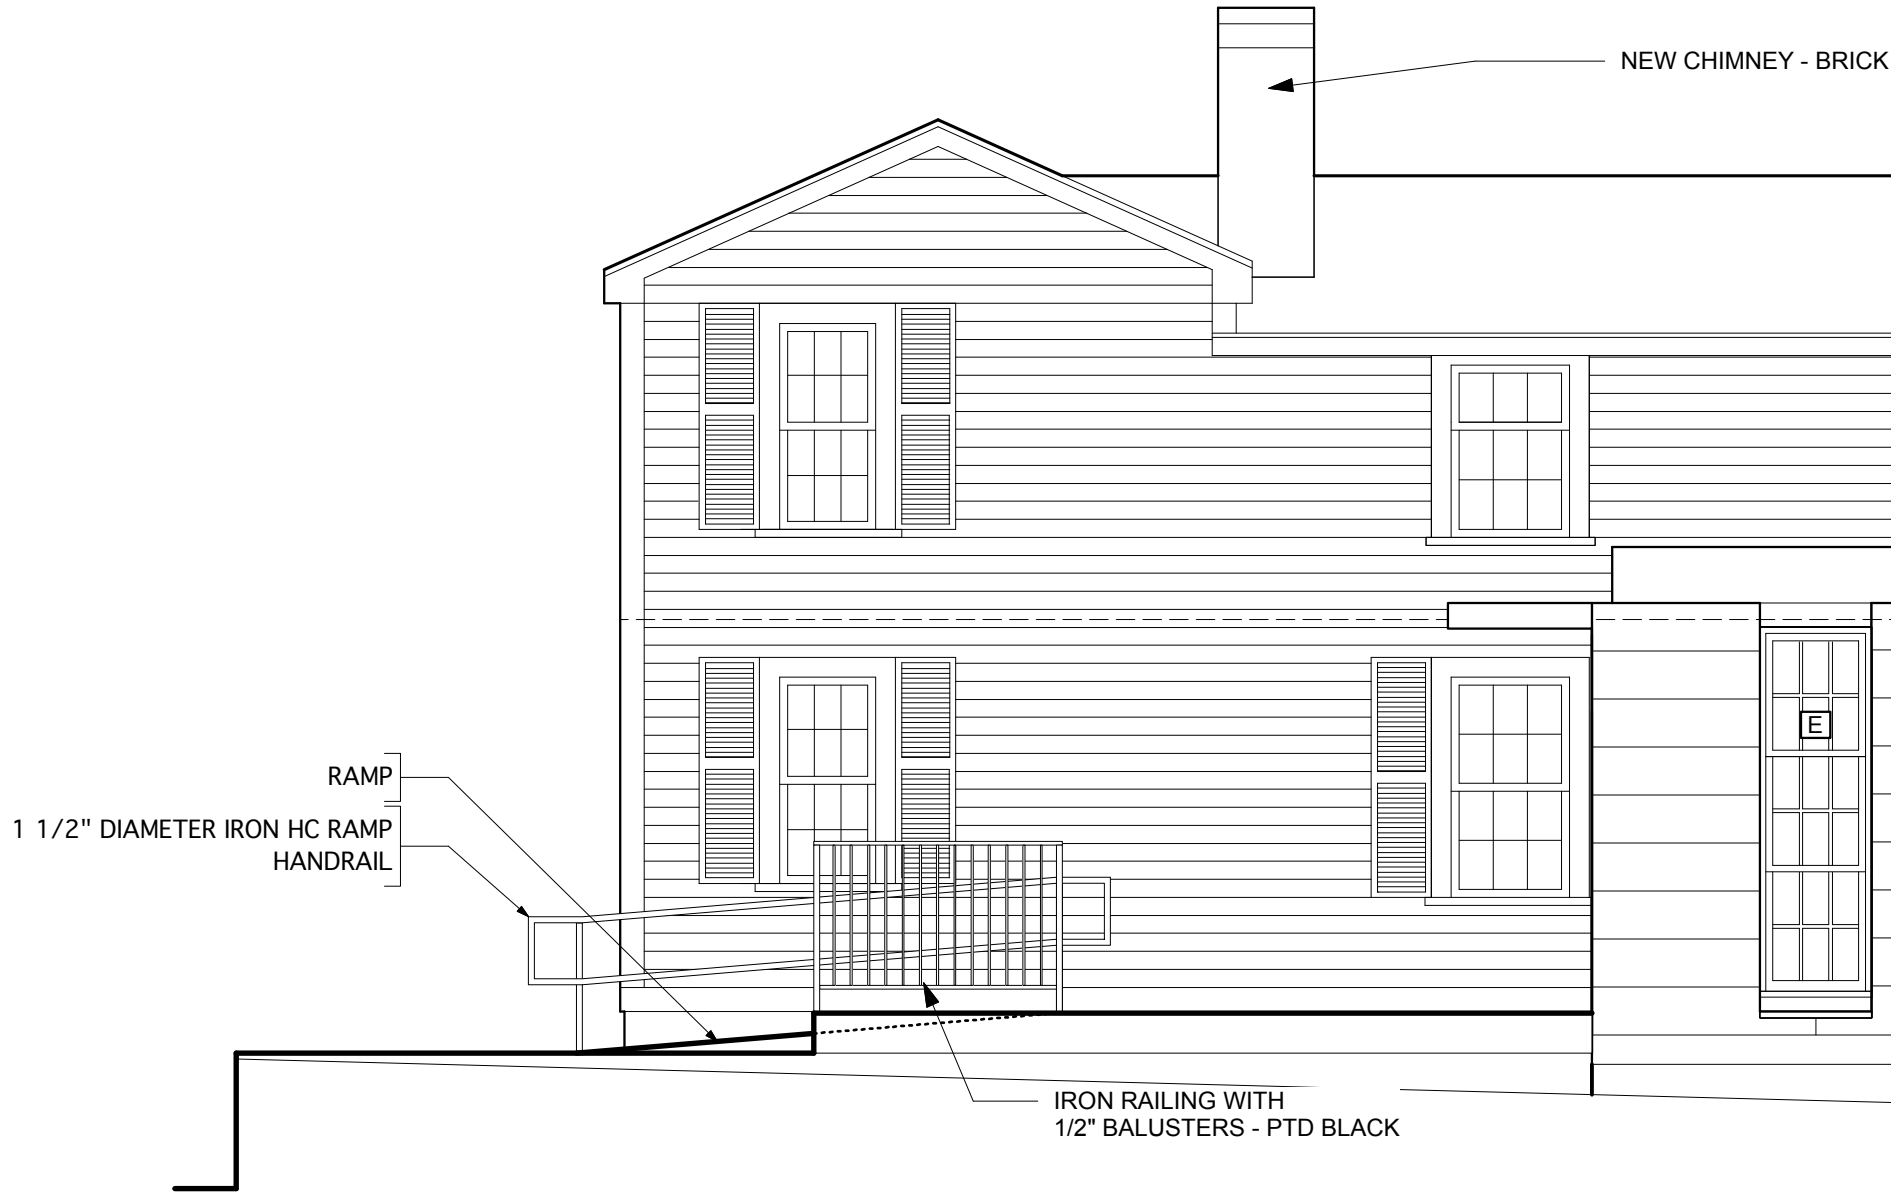 NEW CHIMNEY - BRICK
E
RAMP
1 1/2" DIAMETER IRON HC RAMP
HANDRAIL
IRON RAILING WITH
1/2" BALUSTERS - PTD BLACK